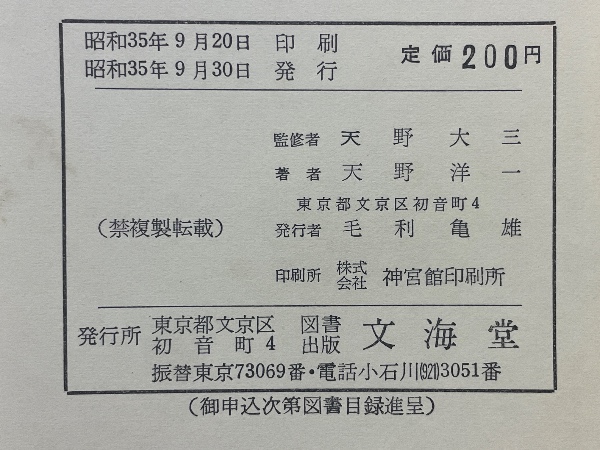 昭和35年9月20日 印刷
昭和35年9月30日 発行
定価200円
監修者 天野大三
著者 天野洋一
東京都文京区初音町4
発行者 毛利亀雄
(禁複製転載)
印刷所 株式会社 神宮館印刷所
発行所 東京都文京区初音町4 図書出版 文海堂
振替東京73069番・電話小石川(921)3051番
(御申込次第図書目録進呈)